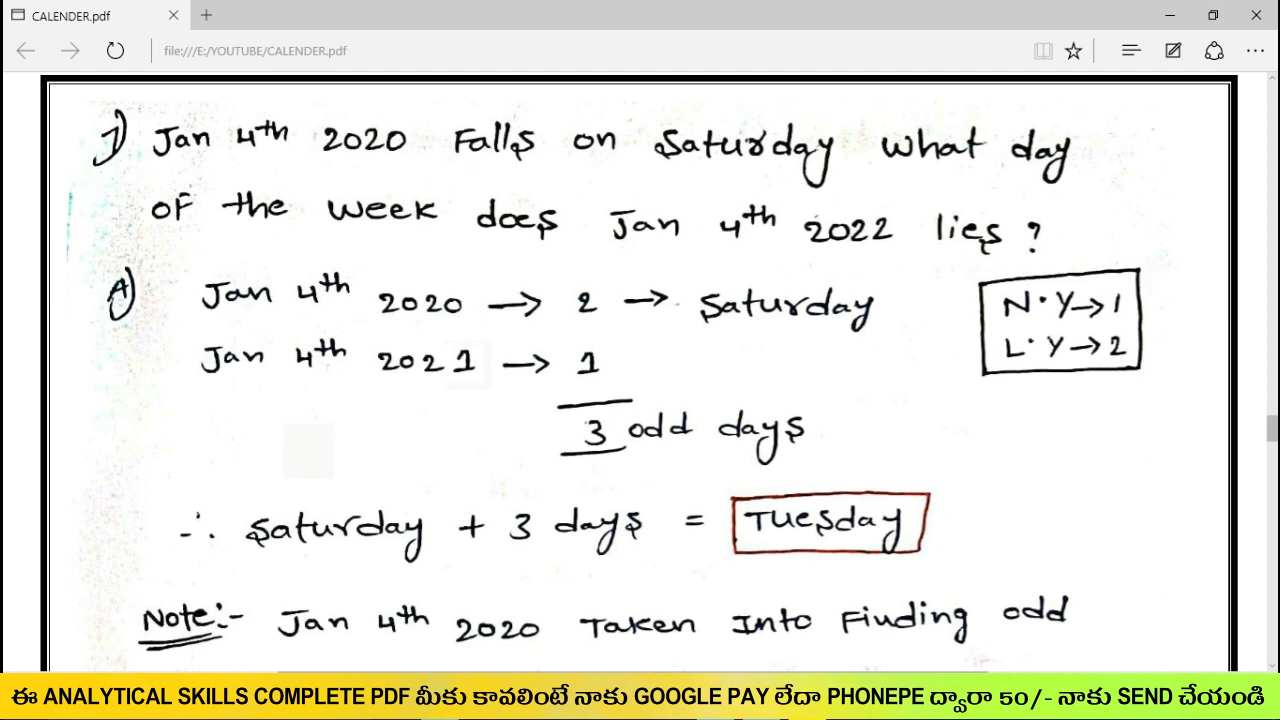 CALENDER.pdf
file:///E:/YOUTUBE/CALENDER.pdf
1) Jan 4th 2020 Falls on Saturday what day
of the week does Jan 4th 2022 lies ?
A) Jan 4th 2020 → 2 → Saturday
N.Y→1
L.Y→2
Jan 4th 2021 → 1
3 odd days
∴ Saturday + 3 days = Tuesday
Note:- Jan 4th 2020 Taken Into Finding odd
ఈ ANALYTICAL SKILLS COMPLETE PDF మీకు కావలింటే నాకు GOOGLE PAY లేదా PHONEPE ద్వారా 50/- నాకు SEND చేయండి